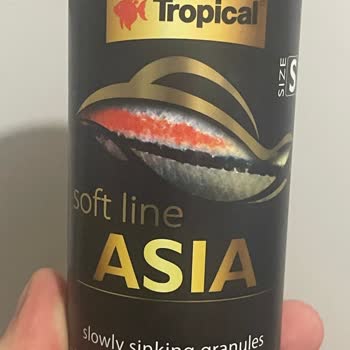 Tropical
SIZE S
soft line
ASIA
slowly sinking granules